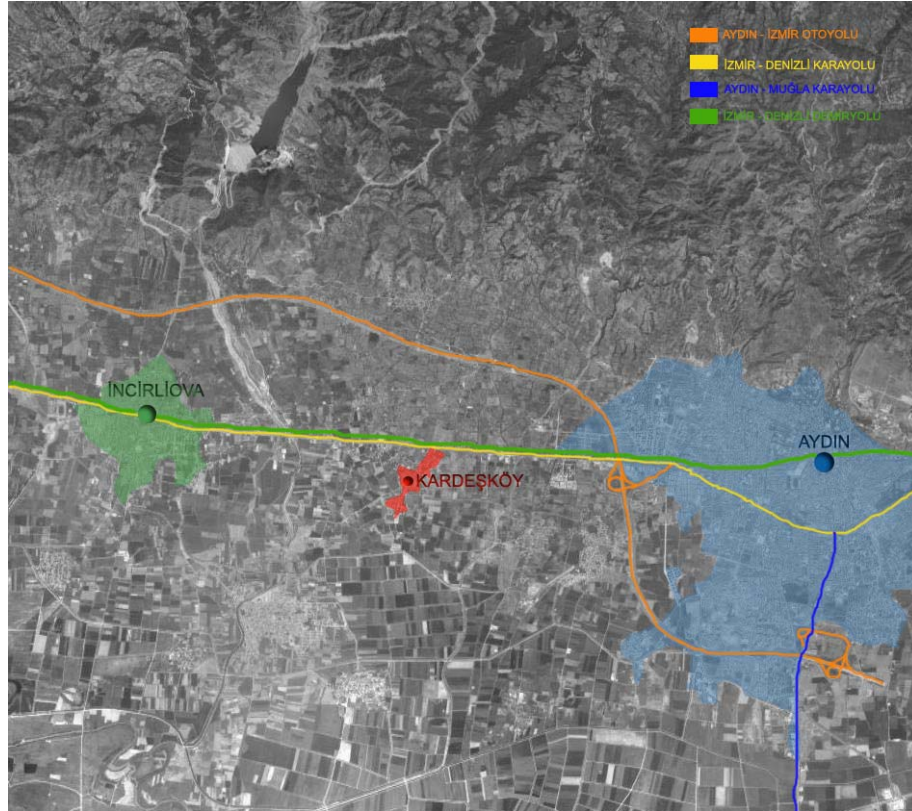 AYDIN - İZMİR OTOYOLU
İZMİR - DENİZLİ KARAYOLU
AYDIN - MUĞLA KARAYOLU
İZMİR - DENİZLİ DEMİRYOLU
İNCİRLİOVA
AYDIN
KARDEŞKÖY